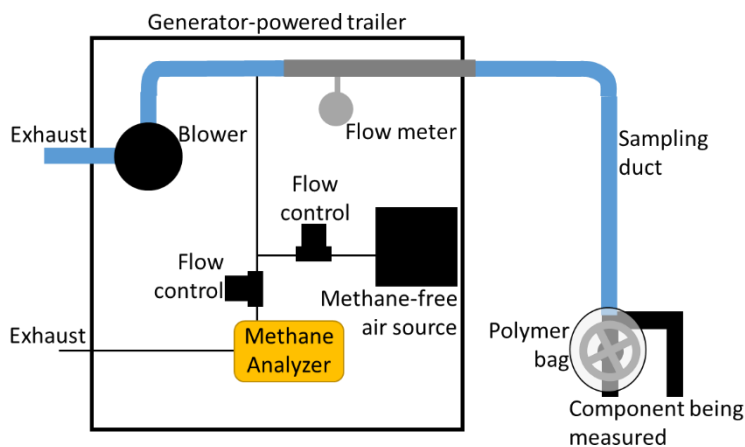 Generator-powered trailer
Exhaust
Blower
Flow meter
Sampling
duct
Flow
control
Flow
control
Methane-free
air source
Exhaust
Methane
Analyzer
Polymer
bag
Component being
measured